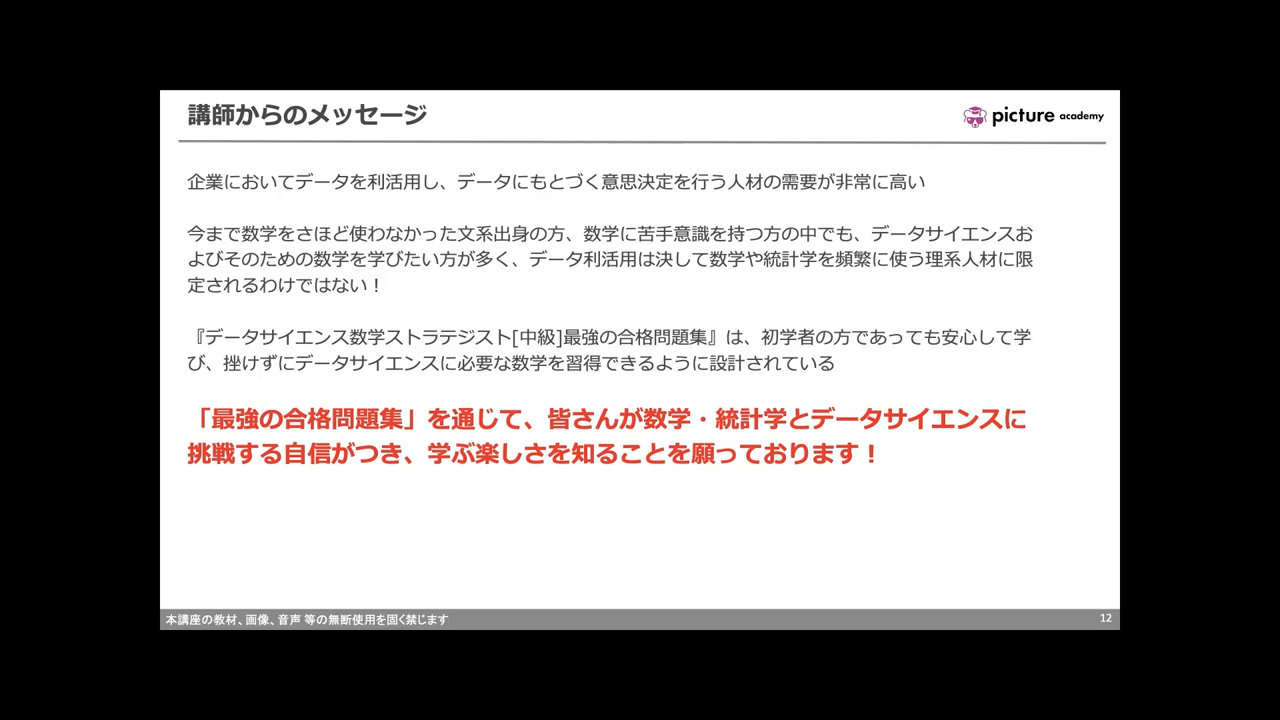 講師からのメッセージ
picture academy
企業においてデータを利活用し、データにもとづく意思決定を行う人材の需要が非常に高い
今まで数学をさほど使わなかった文系出身の方、数学に苦手意識を持つ方の中でも、データサイエンスお
よびそのための数学を学びたい方が多く、データ利活用は決して数学や統計学を頻繁に使う理系人材に限
定されるわけではない！
『データサイエンス数学ストラテジスト[中級]最強の合格問題集』は、初学者の方であっても安心して学
び、挫けずにデータサイエンスに必要な数学を習得できるように設計されている
「最強の合格問題集」を通じて、皆さんが数学・統計学とデータサイエンスに
挑戦する自信がつき、学ぶ楽しさを知ることを願っております！
本講座の教材、画像、音声 等の無断使用を固く禁じます
12